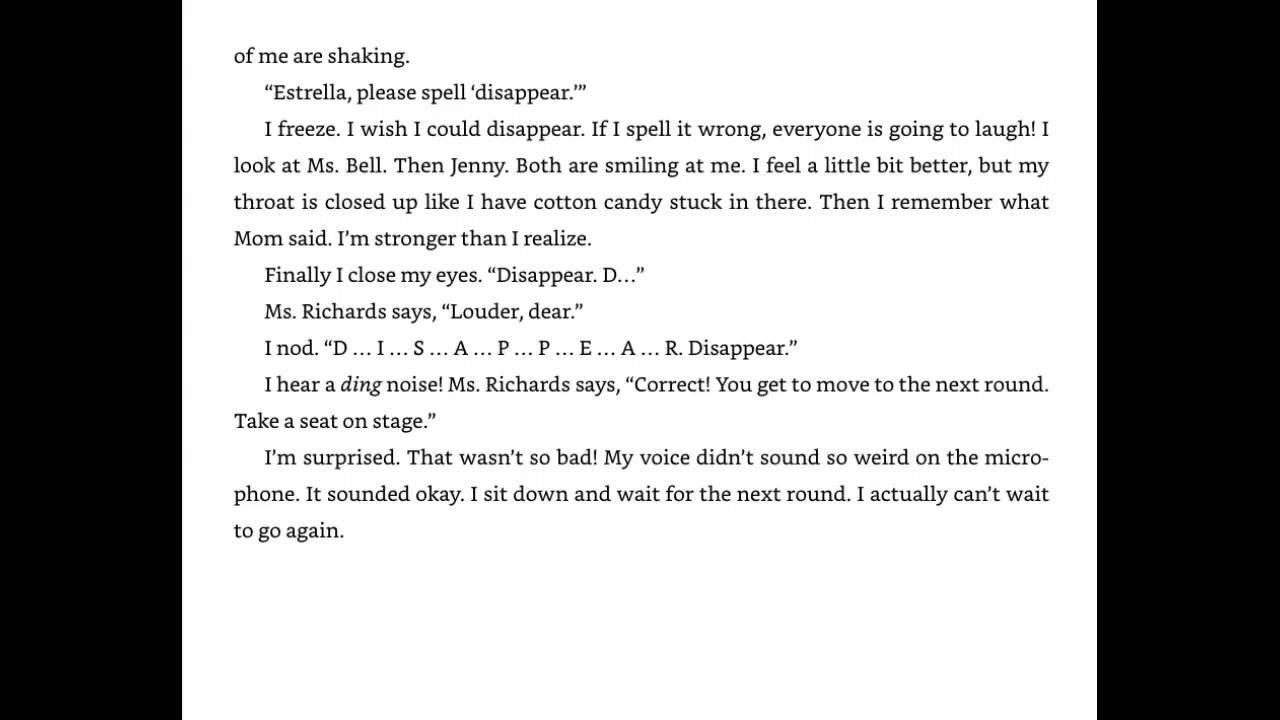 of me are shaking.
“Estrella, please spell ‘disappear.’”
I freeze. I wish I could disappear. If I spell it wrong, everyone is going to laugh! I
look at Ms. Bell. Then Jenny. Both are smiling at me. I feel a little bit better, but my
throat is closed up like I have cotton candy stuck in there. Then I remember what
Mom said. I’m stronger than I realize.
Finally I close my eyes. “Disappear. D…”
Ms. Richards says, “Louder, dear.”
I nod. “D … I … S … A … P … P … E … A … R. Disappear.”
I hear a ding noise! Ms. Richards says, “Correct! You get to move to the next round.
Take a seat on stage.”
I’m surprised. That wasn’t so bad! My voice didn’t sound so weird on the micro-
phone. It sounded okay. I sit down and wait for the next round. I actually can’t wait
to go again.